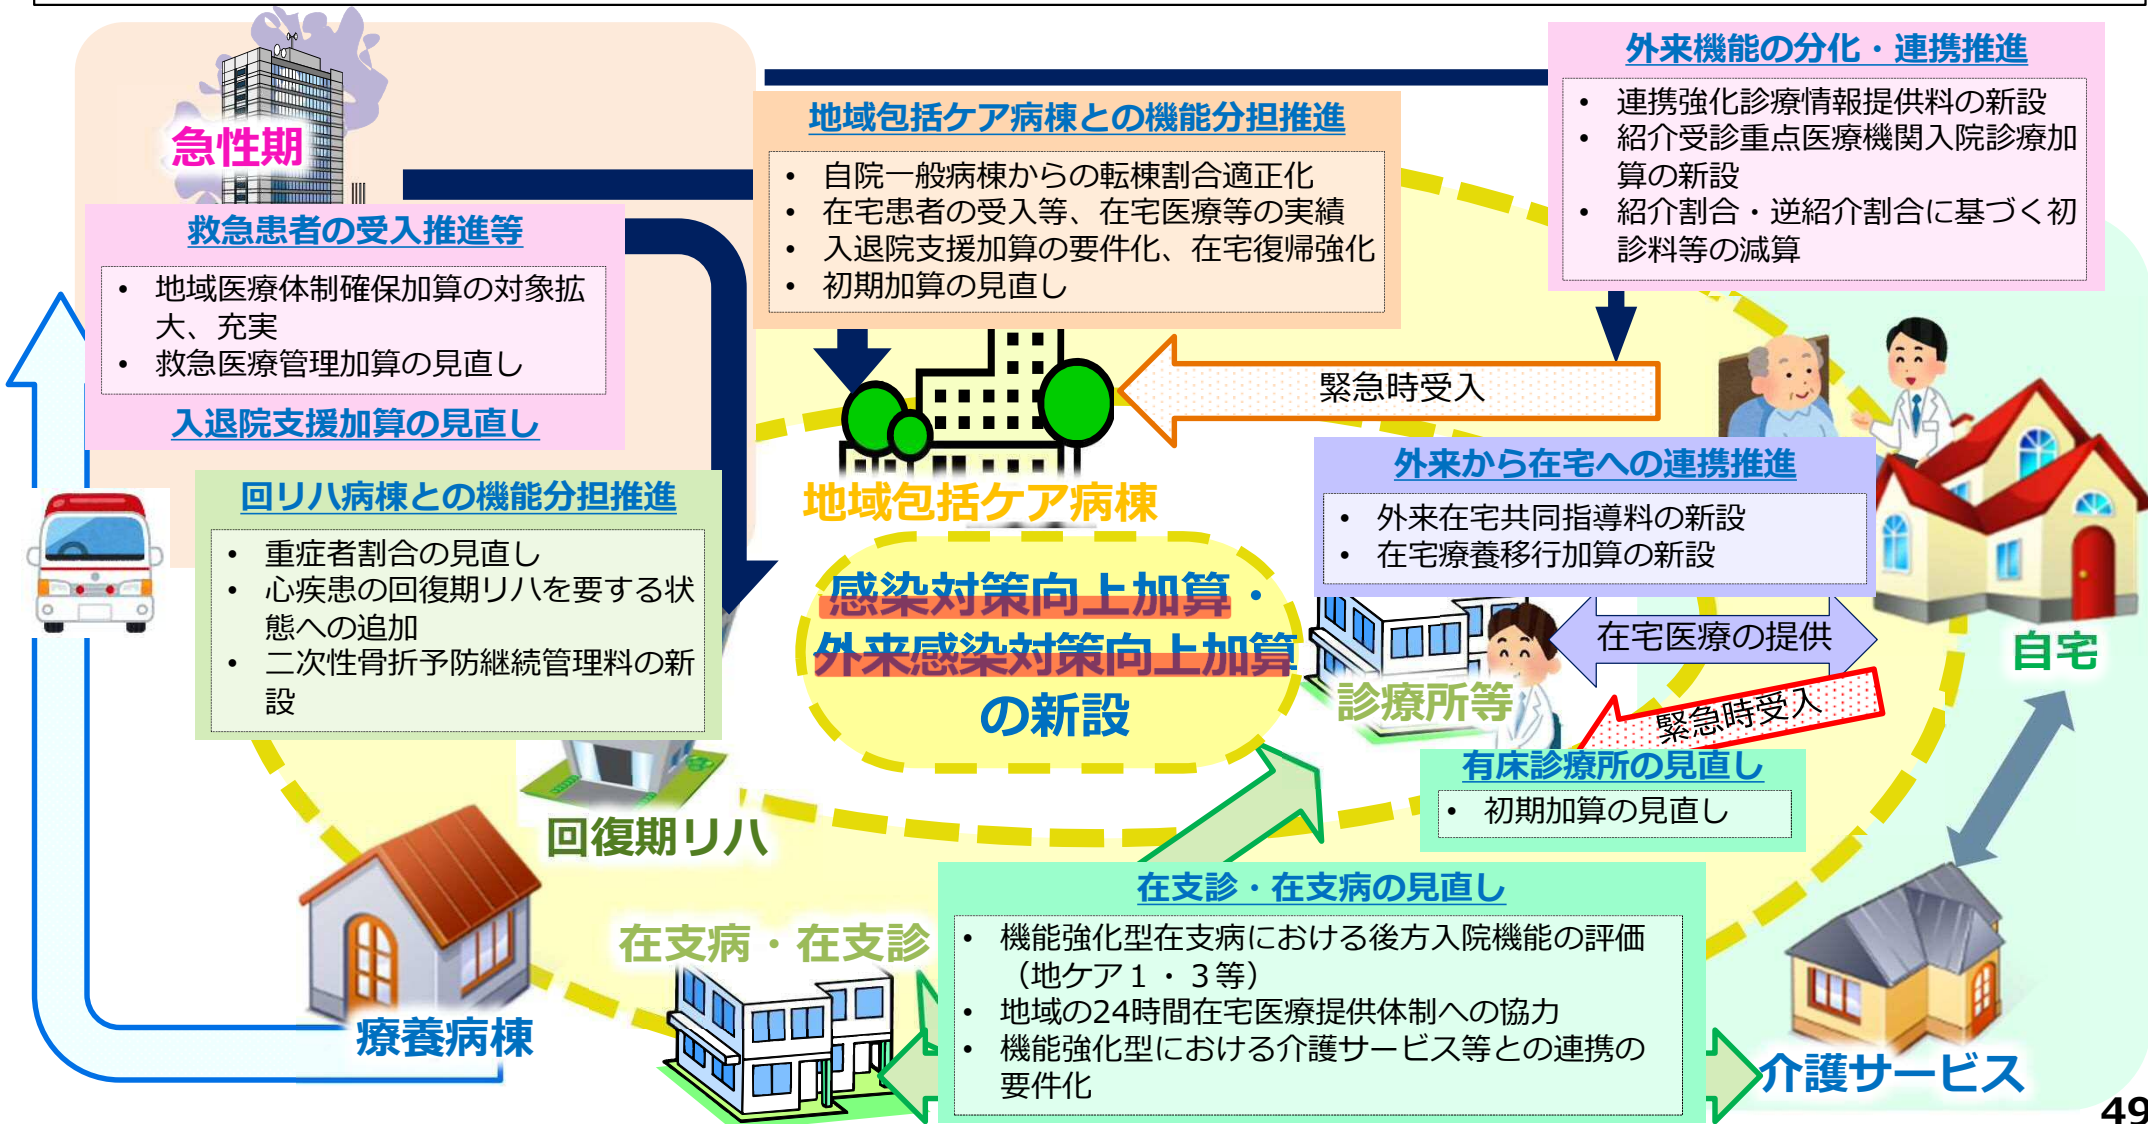 急性期
救急患者の受入推進等
• 地域医療体制確保加算の対象拡
大、充実
• 救急医療管理加算の見直し
入退院支援加算の見直し
地域包括ケア病棟との機能分担推進
• 自院一般病棟からの転棟割合適正化
• 在宅患者の受入等、在宅医療等の実績
• 入退院支援加算の要件化、在宅復帰強化
• 初期加算の見直し
外来機能の分化・連携推進
• 連携強化診療情報提供料の新設
• 紹介受診重点医療機関入院診療加
算の新設
• 紹介割合・逆紹介割合に基づく初
診料等の減算
緊急時受入
地域包括ケア病棟
回リハ病棟との機能分担推進
• 重症者割合の見直し
• 心疾患の回復期リハを要する状
態への追加
• 二次性骨折予防継続管理料の新
設
外来から在宅への連携推進
• 外来在宅共同指導料の新設
• 在宅療養移行加算の新設
感染対策向上加算・
外来感染対策向上加算
の新設
在宅医療の提供
自宅
診療所等
緊急時受入
有床診療所の見直し
• 初期加算の見直し
回復期リハ
在支診・在支病の見直し
• 機能強化型在支病における後方入院機能の評価
（地ケア１・３等）
• 地域の24時間在宅医療提供体制への協力
• 機能強化型における介護サービス等との連携の
要件化
在支病・在支診
療養病棟
介護サービス
49